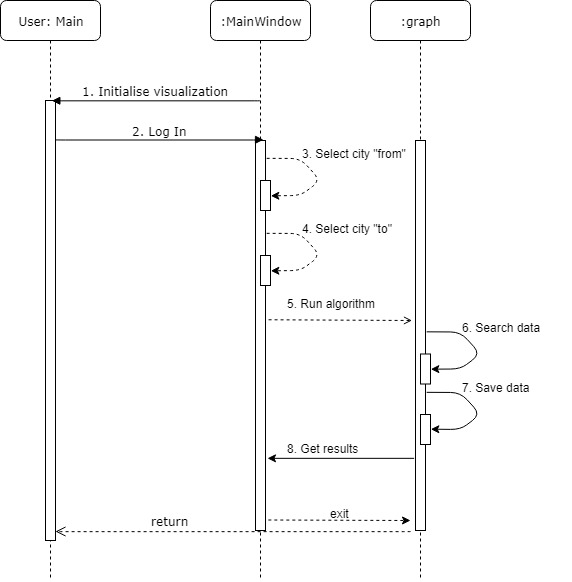 User: Main
:MainWindow
:graph
1. Initialise visualization
2. Log In
3. Select city "from"
4. Select city "to"
5. Run algorithm
6. Search data
7. Save data
8. Get results
exit
return